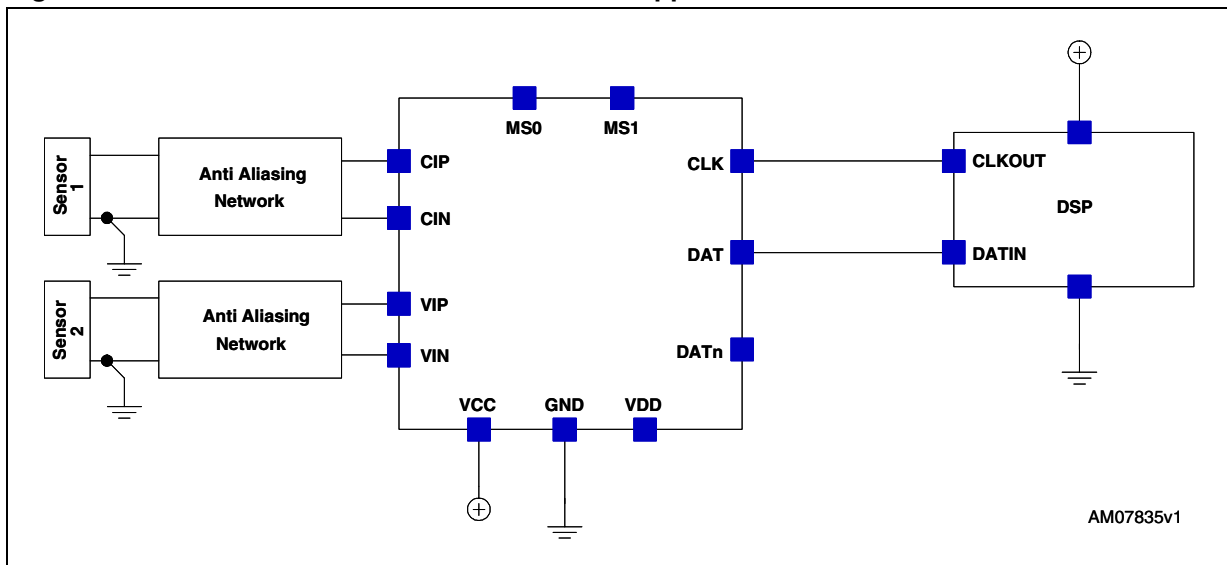 MS0
MS1
Sensor
1
Anti Aliasing
Network
CIP
CIN
CLK
CLKOUT
DSP
DAT
DATIN
Sensor
2
Anti Aliasing
Network
VIP
VIN
DATn
VCC
GND
VDD
AM07835v1